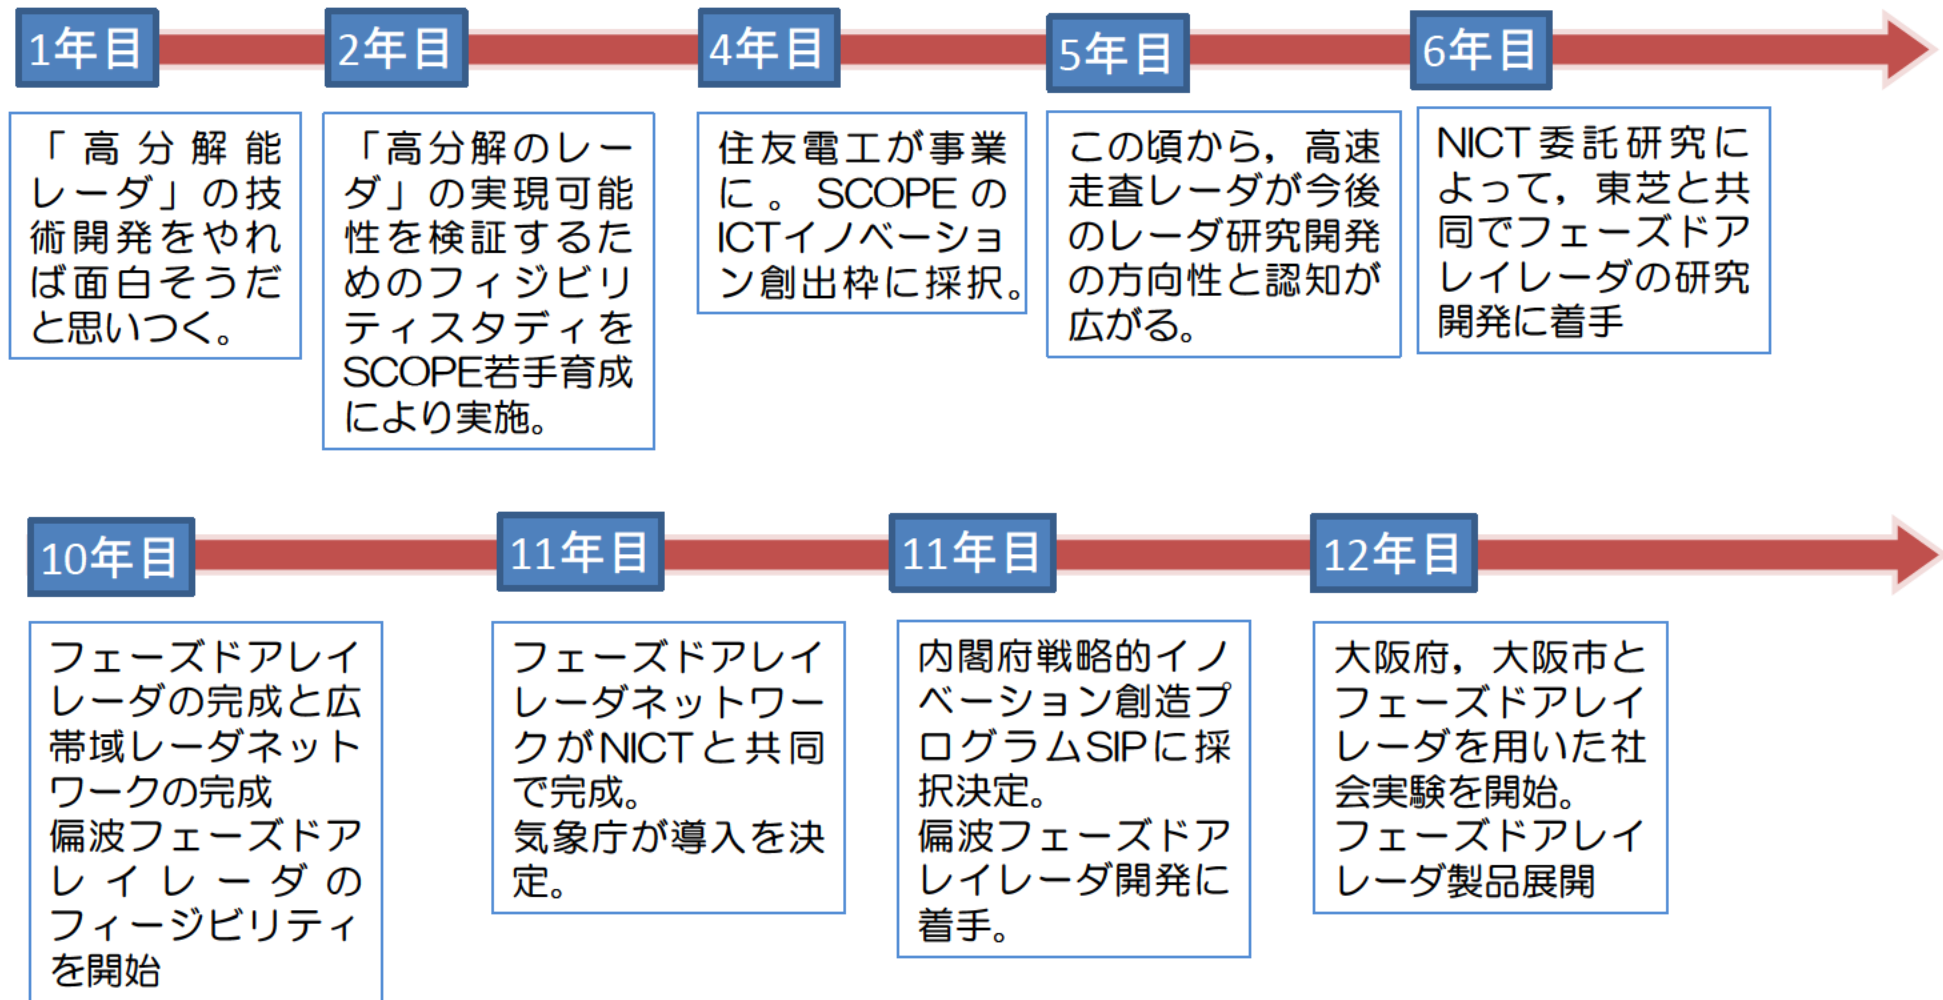 1年目
2年目
4年目
5年目
6年目
「高分解能
レーダ」の技
術開発をやれ
ば面白そうだ
と思いつく。
「高分解のレー
ダ」の実現可能
性を検証するた
めのフィジビリ
ティスタディを
SCOPE若手育成
により実施。
住友電工が事業
に。SCOPEの
ICTイノベーショ
ン創出枠に採択。
この頃から，高速
走査レーダが今後
のレーダ研究開発
の方向性と認知が
広がる。
NICT委託研究に
よって，東芝と共
同でフェーズドア
レイレーダの研究
開発に着手
10年目
11年目
11年目
12年目
フェーズドアレイ
レーダの完成と広
帯域レーダネット
ワークの完成
偏波フェーズドア
レイレーダの
フィージビリティ
を開始
フェーズドアレイ
レーダネットワー
クがNICTと共同
で完成。
気象庁が導入を決
定。
内閣府戦略的イノ
ベーション創造プ
ログラムSIPに採
択決定。
偏波フェーズドア
レイレーダ開発に
着手。
大阪府，大阪市と
フェーズドアレイ
レーダを用いた社
会実験を開始。
フェーズドアレイ
レーダ製品展開